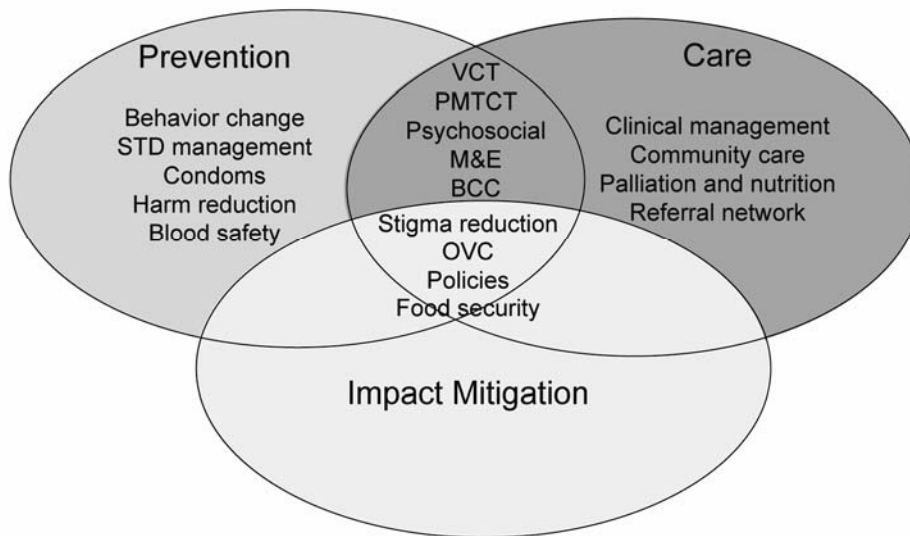 Prevention
Behavior change
STD management
Condoms
Harm reduction
Blood safety
VCT
PMTCT
Psychosocial
M&E
BCC
Care
Clinical management
Community care
Palliation and nutrition
Referral network
Stigma reduction
OVC
Policies
Food security
Impact Mitigation